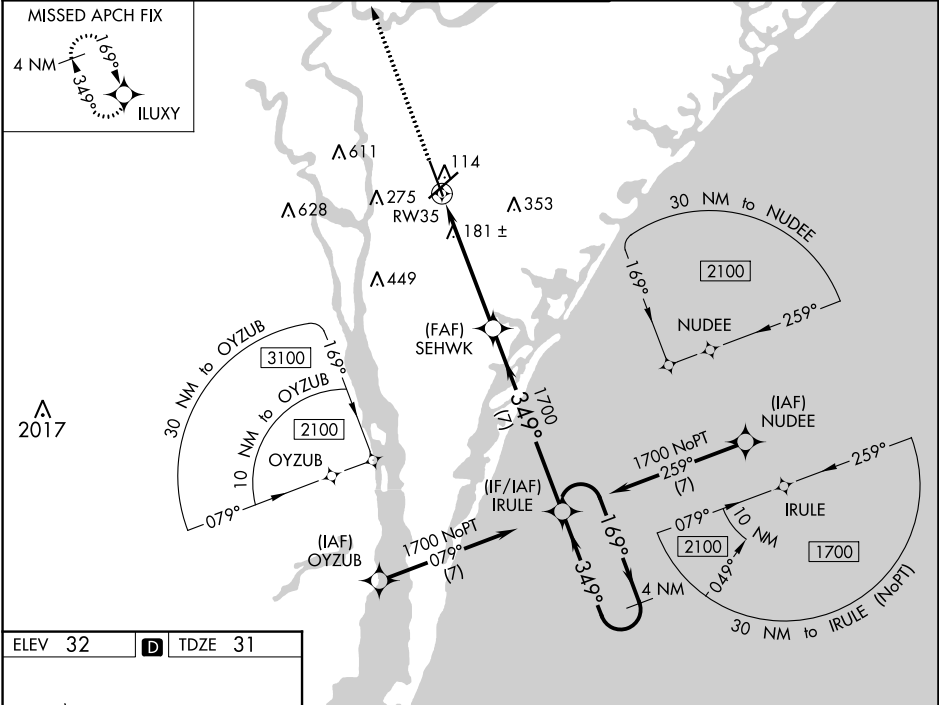 MISSED APCH FIX
4 NM
169°
349°
ILUXY
611
114
628
275
RW35
353
181 ±
449
30 NM to NUDEE
2100
169°
259°
NUDEE
(FAF)
SEHWK
30 NM to OYZUB
3100
169°
10 NM to OYZUB
2100
OYZUB
079°
2017
1700
349°
(7)
(IAF)
NUDEE
1700 NoPT
259°
(7)
(IF/IAF)
IRULE
259°
079°
IRULE
10 NM
2100
1700
049°
30 NM to IRULE (NoPT)
(IAF)
OYZUB
1700 NoPT
079°
(7)
169°
349°
4 NM
ELEV 32 D TDZE 31